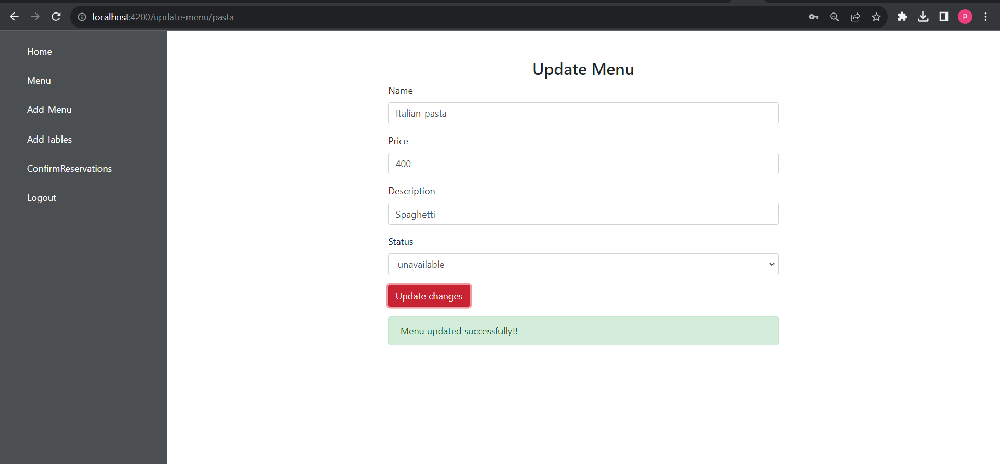 localhost:4200/update-menu/pasta
p
Home
Menu
Add-Menu
Add Tables
ConfirmReservations
Logout
Update Menu
Name
Italian-pasta
Price
400
Description
Spaghetti
Status
unavailable
Update changes
Menu updated successfully!!